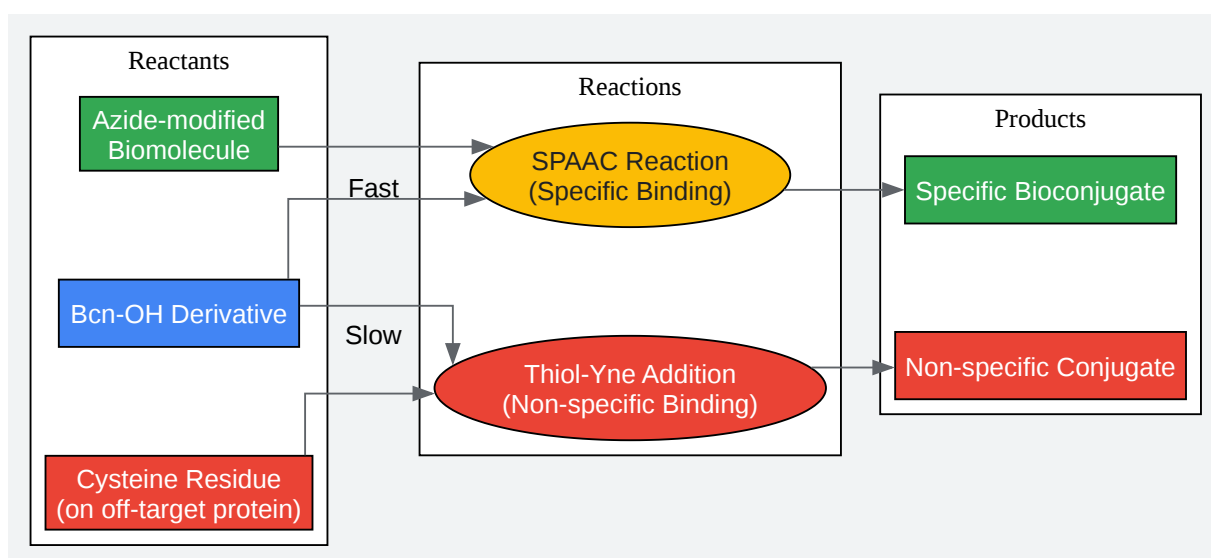 Reactants
Azide-modified
Biomolecule
Bcn-OH Derivative
Cysteine Residue
(on off-target protein)
Fast
Slow
Reactions
SPAAC Reaction
(Specific Binding)
Thiol-Yne Addition
(Non-specific Binding)
Products
Specific Bioconjugate
Non-specific Conjugate